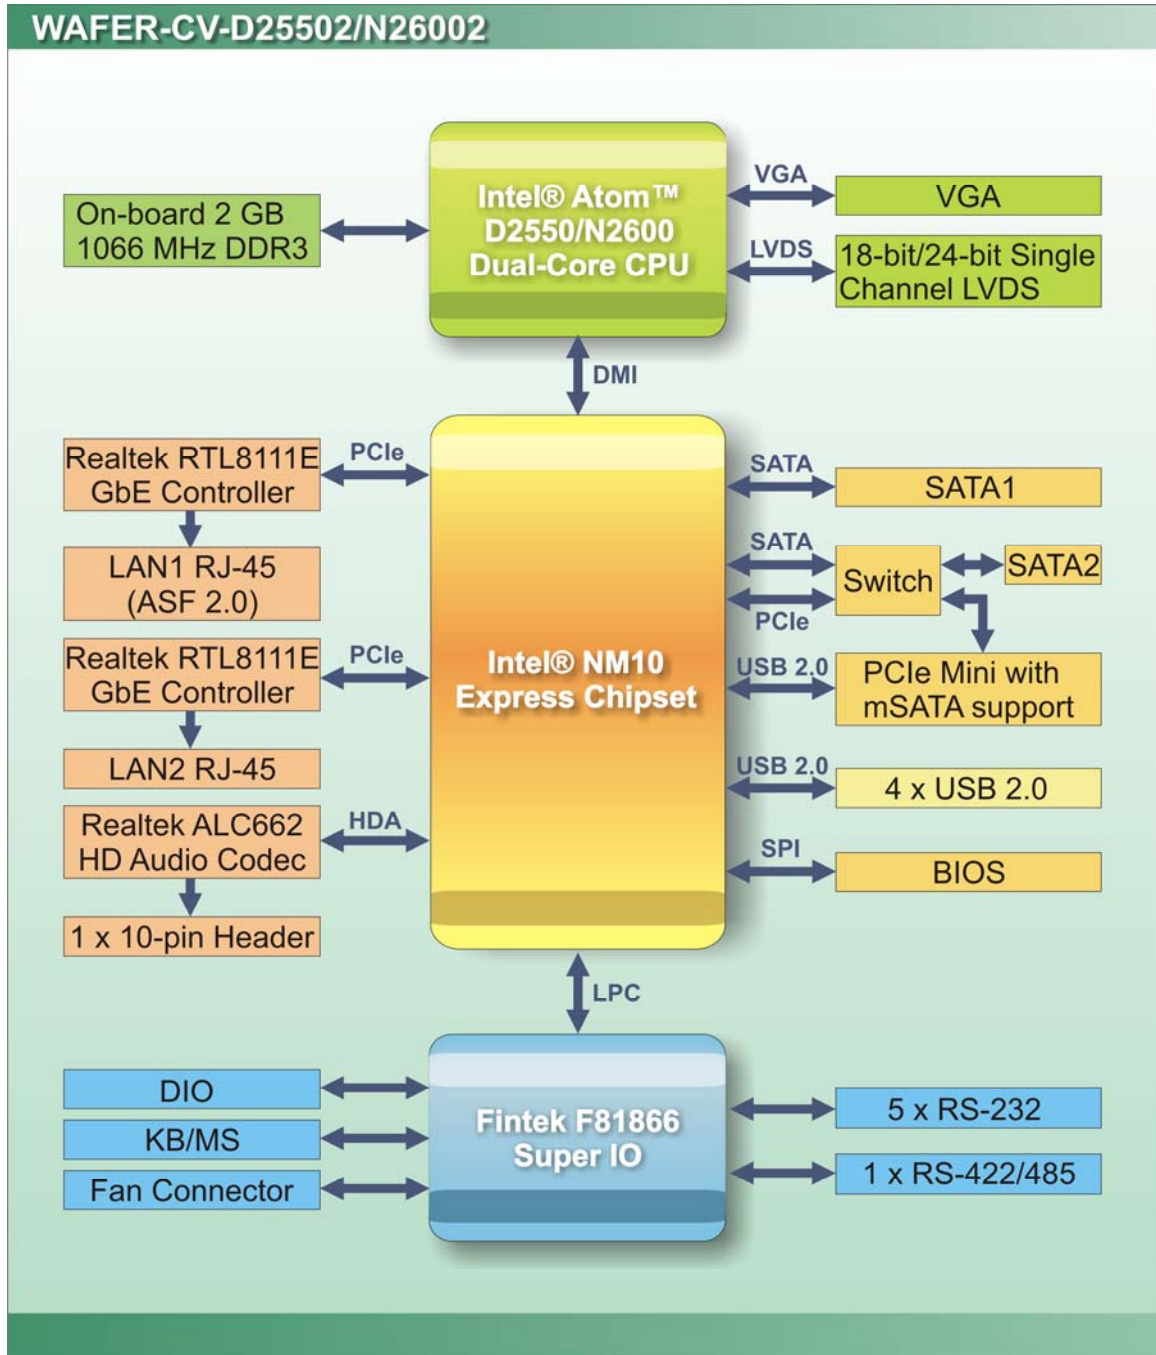 WAFER-CV-D25502/N26002
Intel® Atom™
D2550/N2600
Dual-Core CPU
On-board 2 GB
1066 MHz DDR3
VGA
VGA
LVDS
18-bit/24-bit Single
Channel LVDS
DMI
Realtek RTL8111E
GbE Controller
PCIe
LAN1 RJ-45
(ASF 2.0)
Realtek RTL8111E
GbE Controller
PCIe
LAN2 RJ-45
Realtek ALC662
HD Audio Codec
HDA
1 x 10-pin Header
Intel® NM10
Express Chipset
SATA
SATA1
SATA
PCIe
Switch
SATA2
USB 2.0
PCIe Mini with
mSATA support
USB 2.0
4 x USB 2.0
SPI
BIOS
LPC
DIO
KB/MS
Fan Connector
Fintek F81866
Super IO
5 x RS-232
1 x RS-422/485